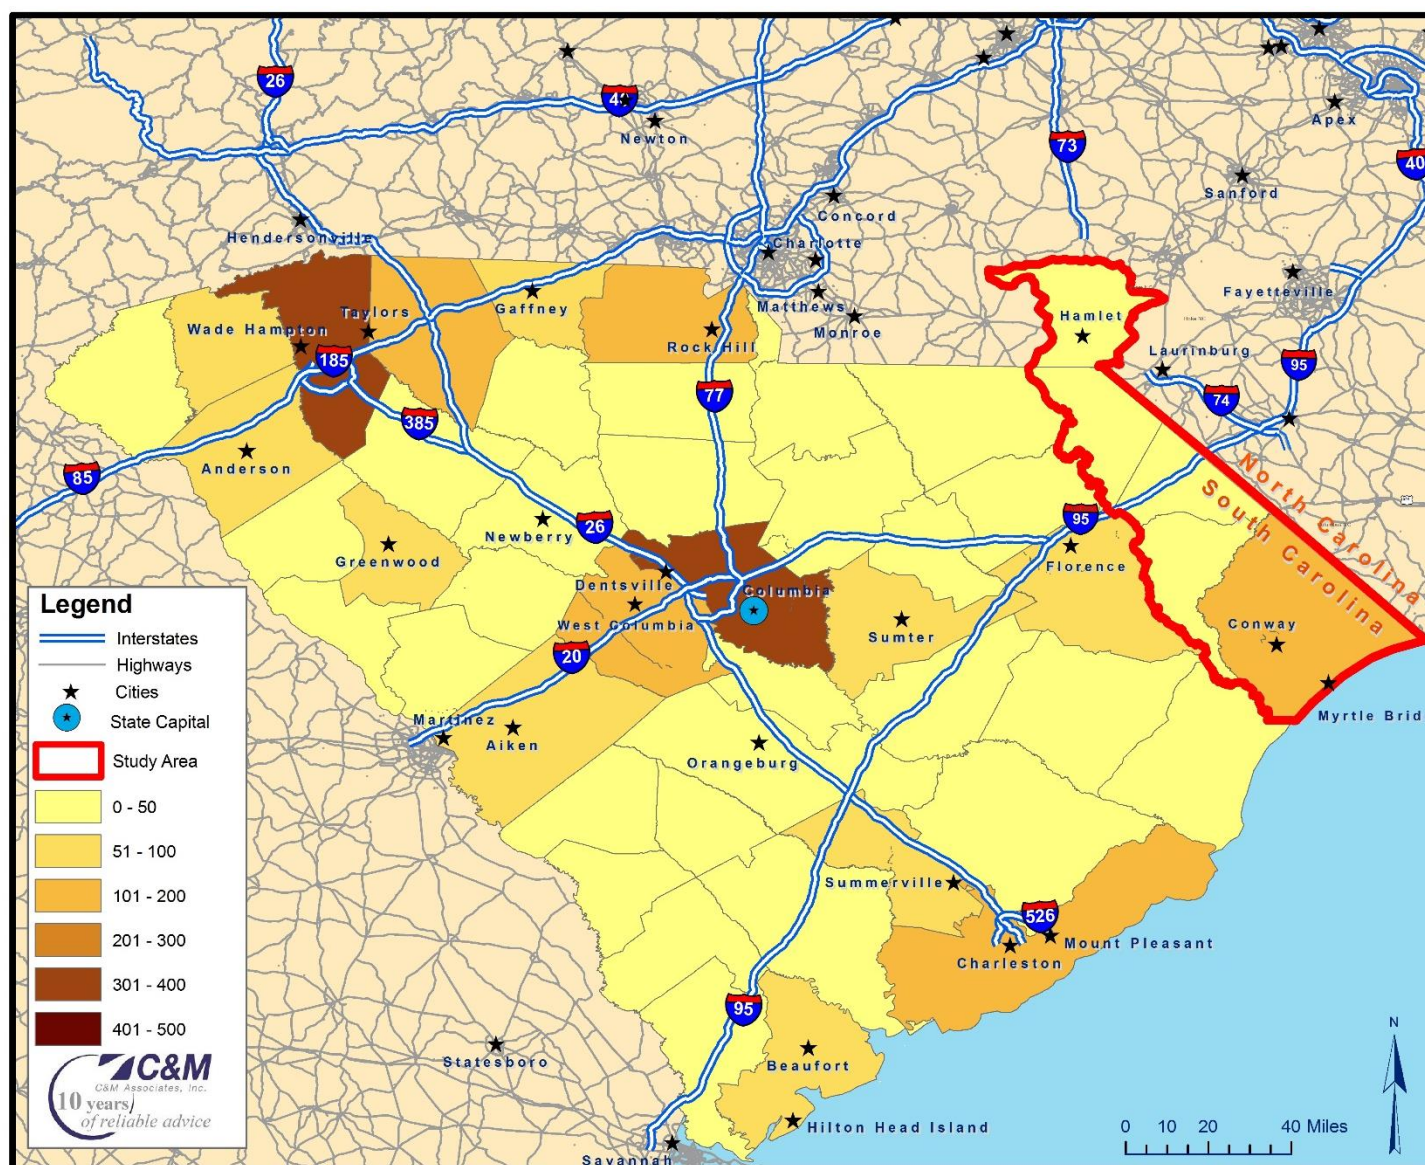 26
40
Newton
73
Apex
40
Sanford
Concord
Hendersonville
Charlotte
Fayetteville
Taylors
Gaffney
Matthews
Hamlet
Wade Hampton
Monroe
Rock Hill
Laurinburg
185
95
77
74
385
Anderson
85
North Carolina
South Carolina
95
26
Newberry
Greenwood
Florence
Dentsville
Columbia
West Columbia
Sumter
Conway
20
Martinez
Aiken
Myrtle Brid
Orangeburg
Summerville
526
Mount Pleasant
Charleston
95
Statesboro
Beaufort
Hilton Head Island
Savannah
Legend
Interstates
Highways
Cities
State Capital
Study Area
0 - 50
51 - 100
101 - 200
201 - 300
301 - 400
401 - 500
C&M
C&M Associates, Inc.
10 years
of reliable advice
N
0 10 20 40 Miles